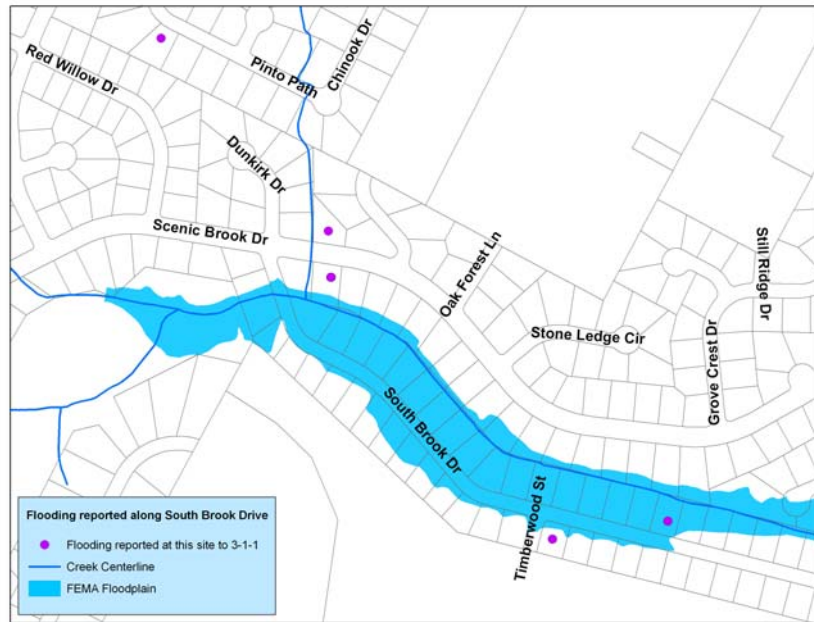 Red Willow Dr
Pinto Path
Chinook Dr
Dunkirk Dr
Scenic Brook Dr
Oak Forest Ln
Still Ridge Dr
Stone Ledge Cir
Grove Crest Dr
South Brook Dr
Timberwood St
Flooding reported along South Brook Drive
Flooding reported at this site to 3-1-1
Creek Centerline
FEMA Floodplain